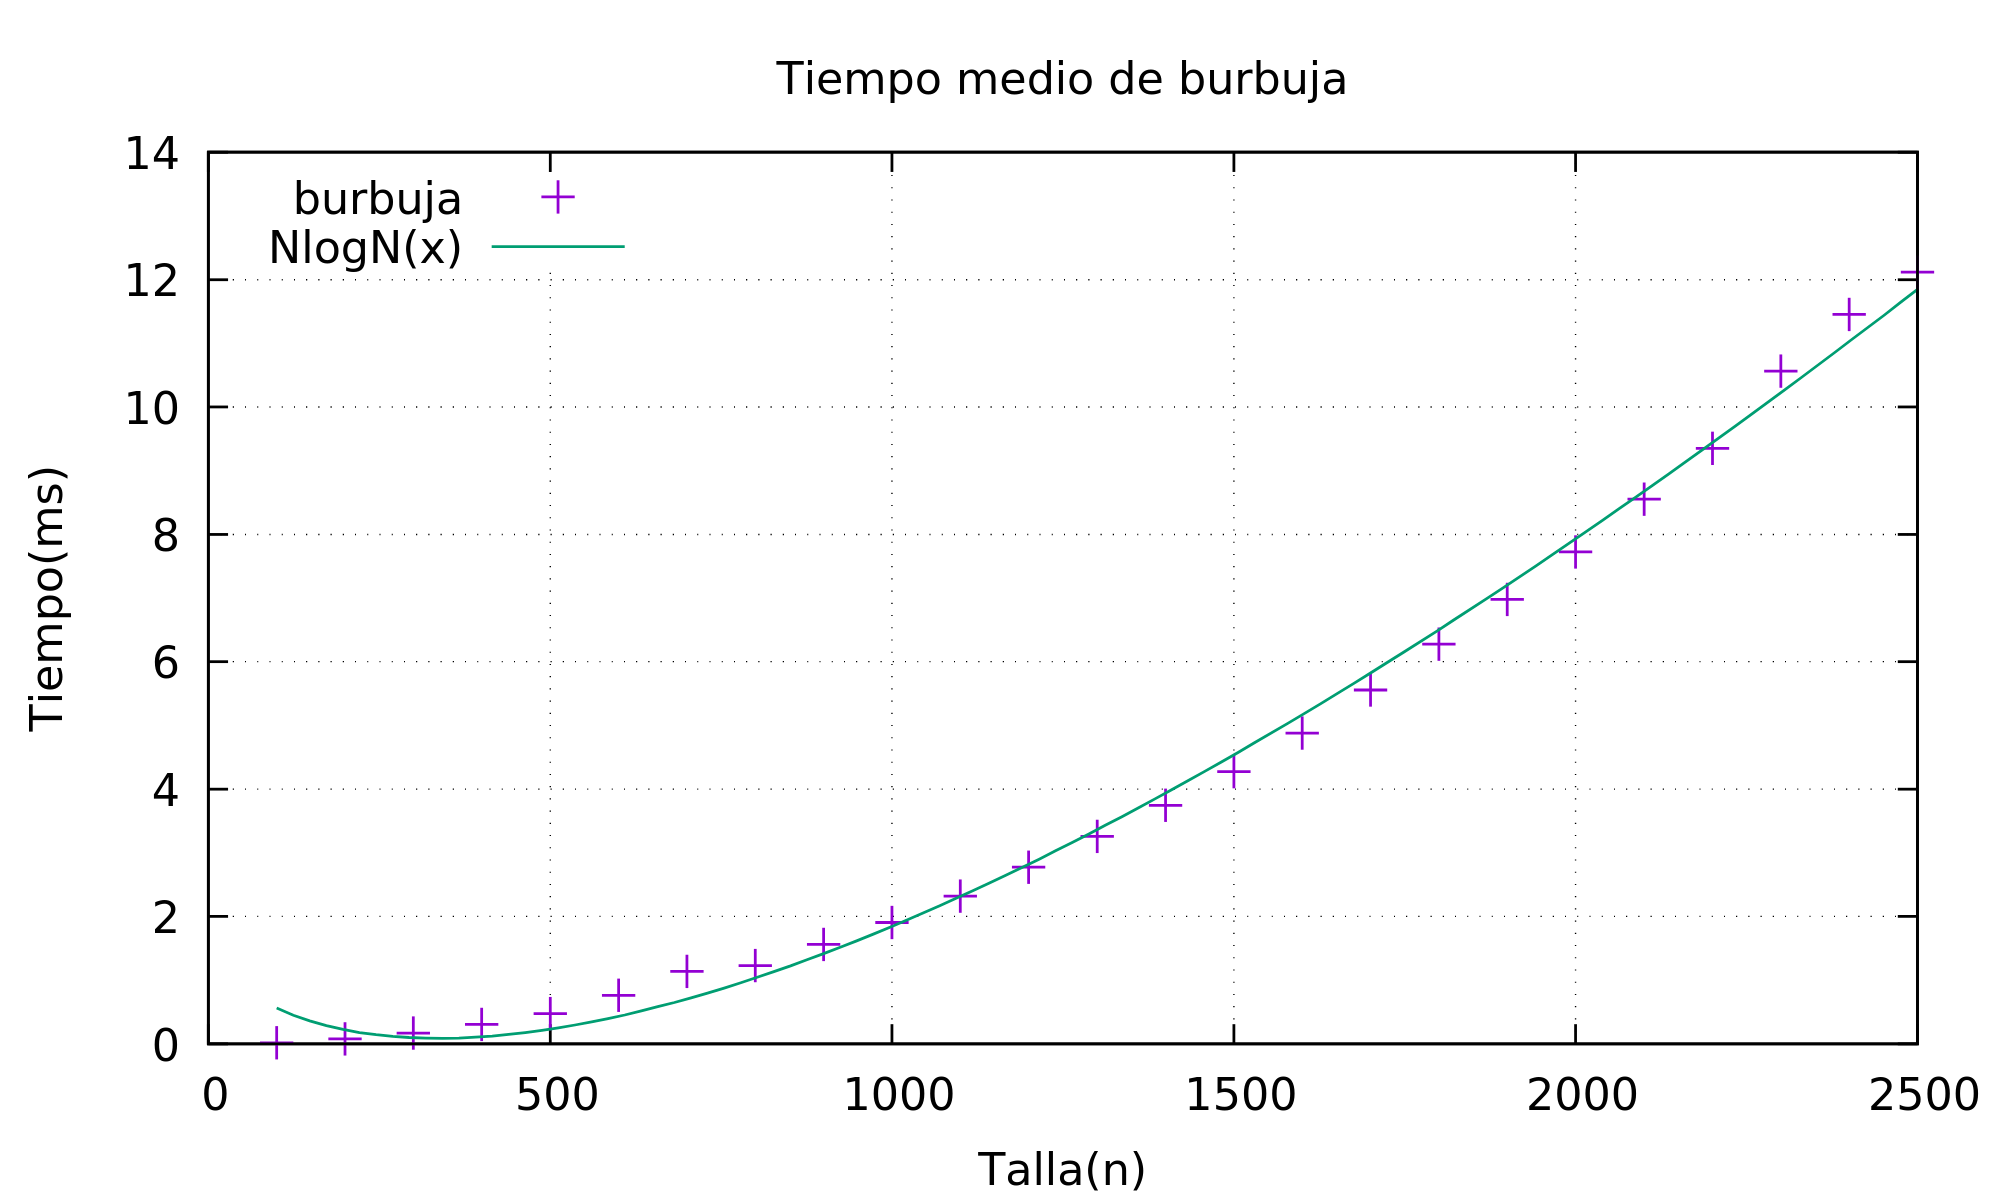 Tiempo medio de burbuja
14
12
10
8
6
4
2
0
burbuja
NlogN(x)
Tiempo(ms)
0 500 1000 1500 2000 2500
Talla(n)